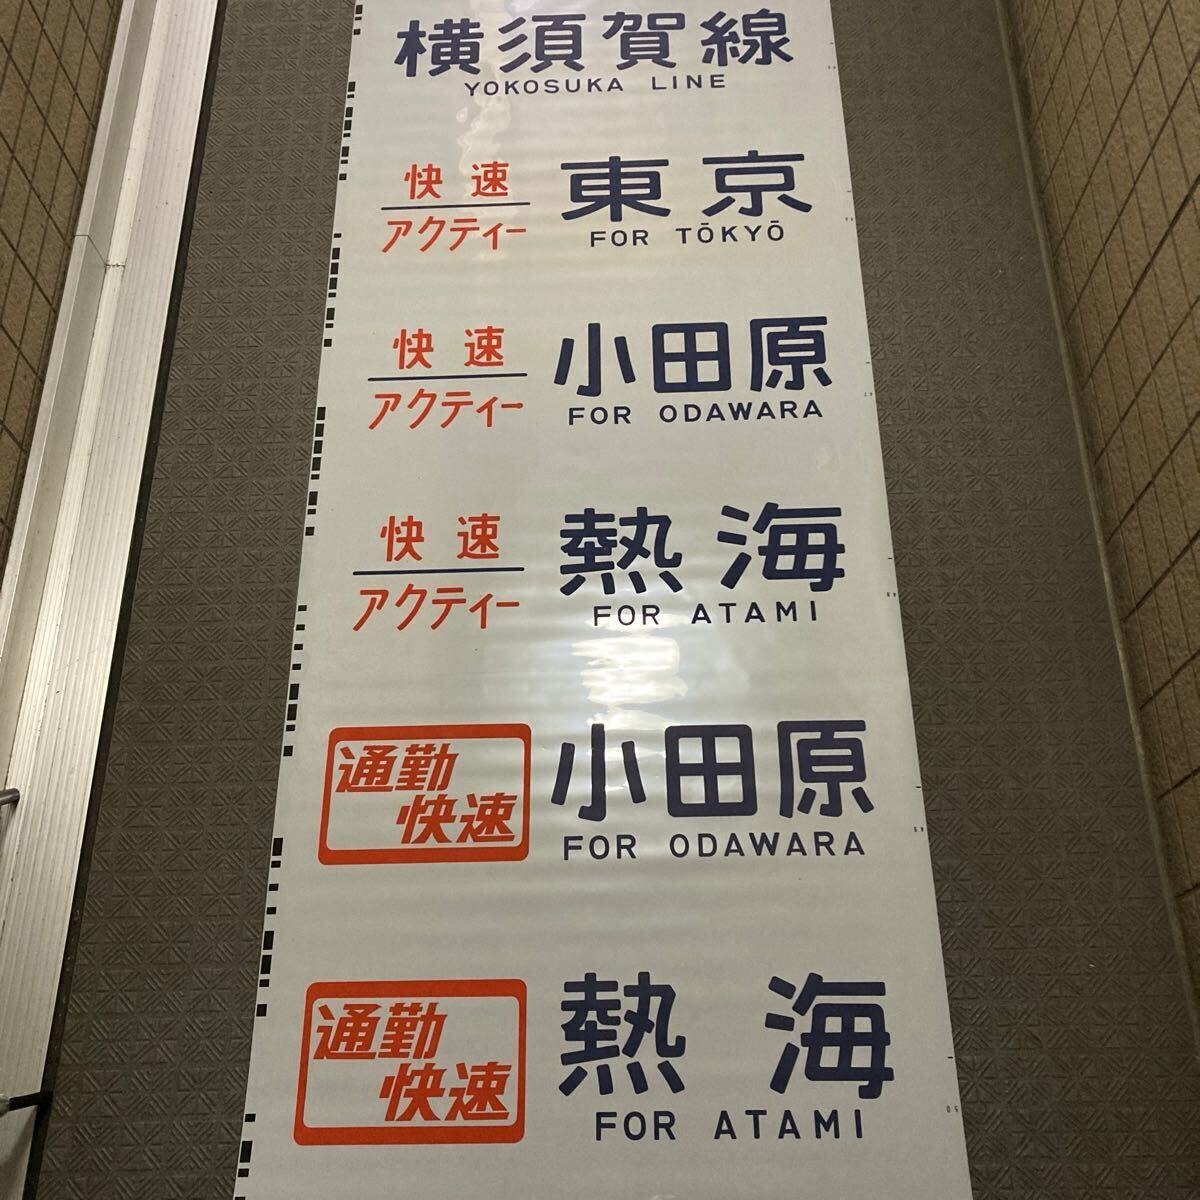 横須賀線
YOKOSUKA LINE
快速
アクティー
東京
FOR TŌKYŌ
快速
アクティー
小田原
FOR ODAWARA
快速
アクティー
熱海
FOR ATAMI
通勤
快速
小田原
FOR ODAWARA
通勤
快速
熱海
FOR ATAMI